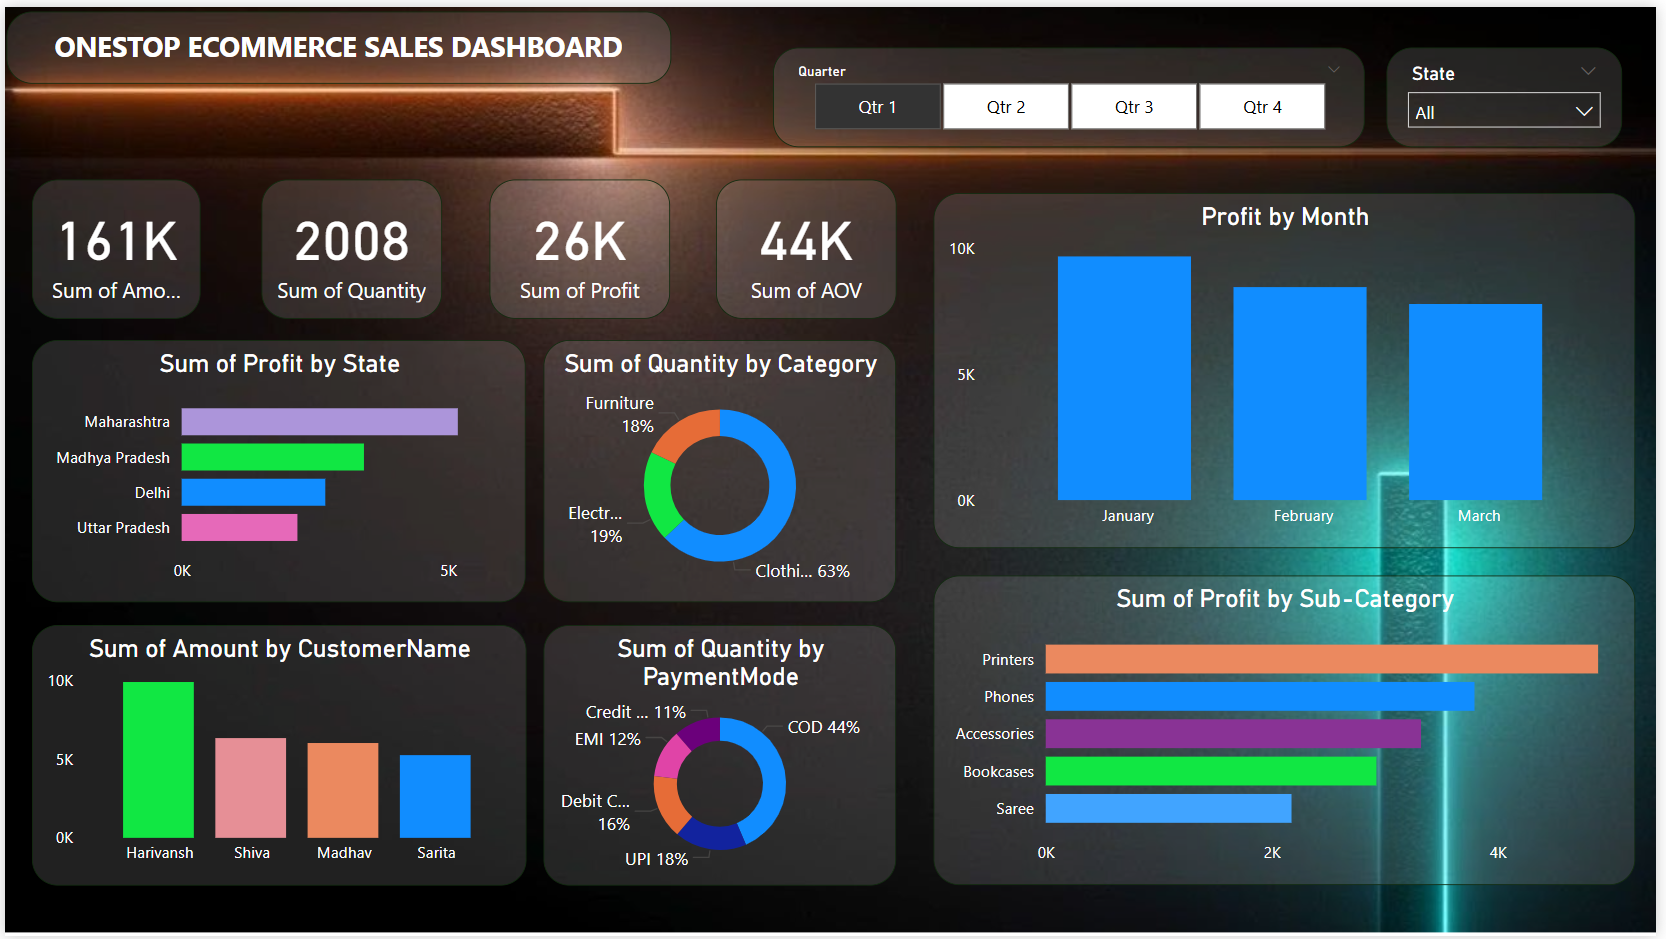 ONESTOP ECOMMERCE SALES DASHBOARD
Quarter
Qtr 1
Qtr 2
Qtr 3
Qtr 4
State
All
161K
Sum of Amo...
2008
Sum of Quantity
26K
Sum of Profit
44K
Sum of AOV
Profit by Month
10K
5K
0K
January
February
March
Sum of Profit by State
Maharashtra
Madhya Pradesh
Delhi
Uttar Pradesh
0K
5K
Sum of Quantity by Category
Furniture
18%
Electr...
19%
Clothi... 63%
Sum of Profit by Sub-Category
Printers
Phones
Accessories
Bookcases
Saree
0K
2K
4K
Sum of Amount by CustomerName
10K
5K
0K
Harivansh
Shiva
Madhav
Sarita
Sum of Quantity by
PaymentMode
Credit ... 11%
COD 44%
EMI 12%
Debit C...
16%
UPI 18%